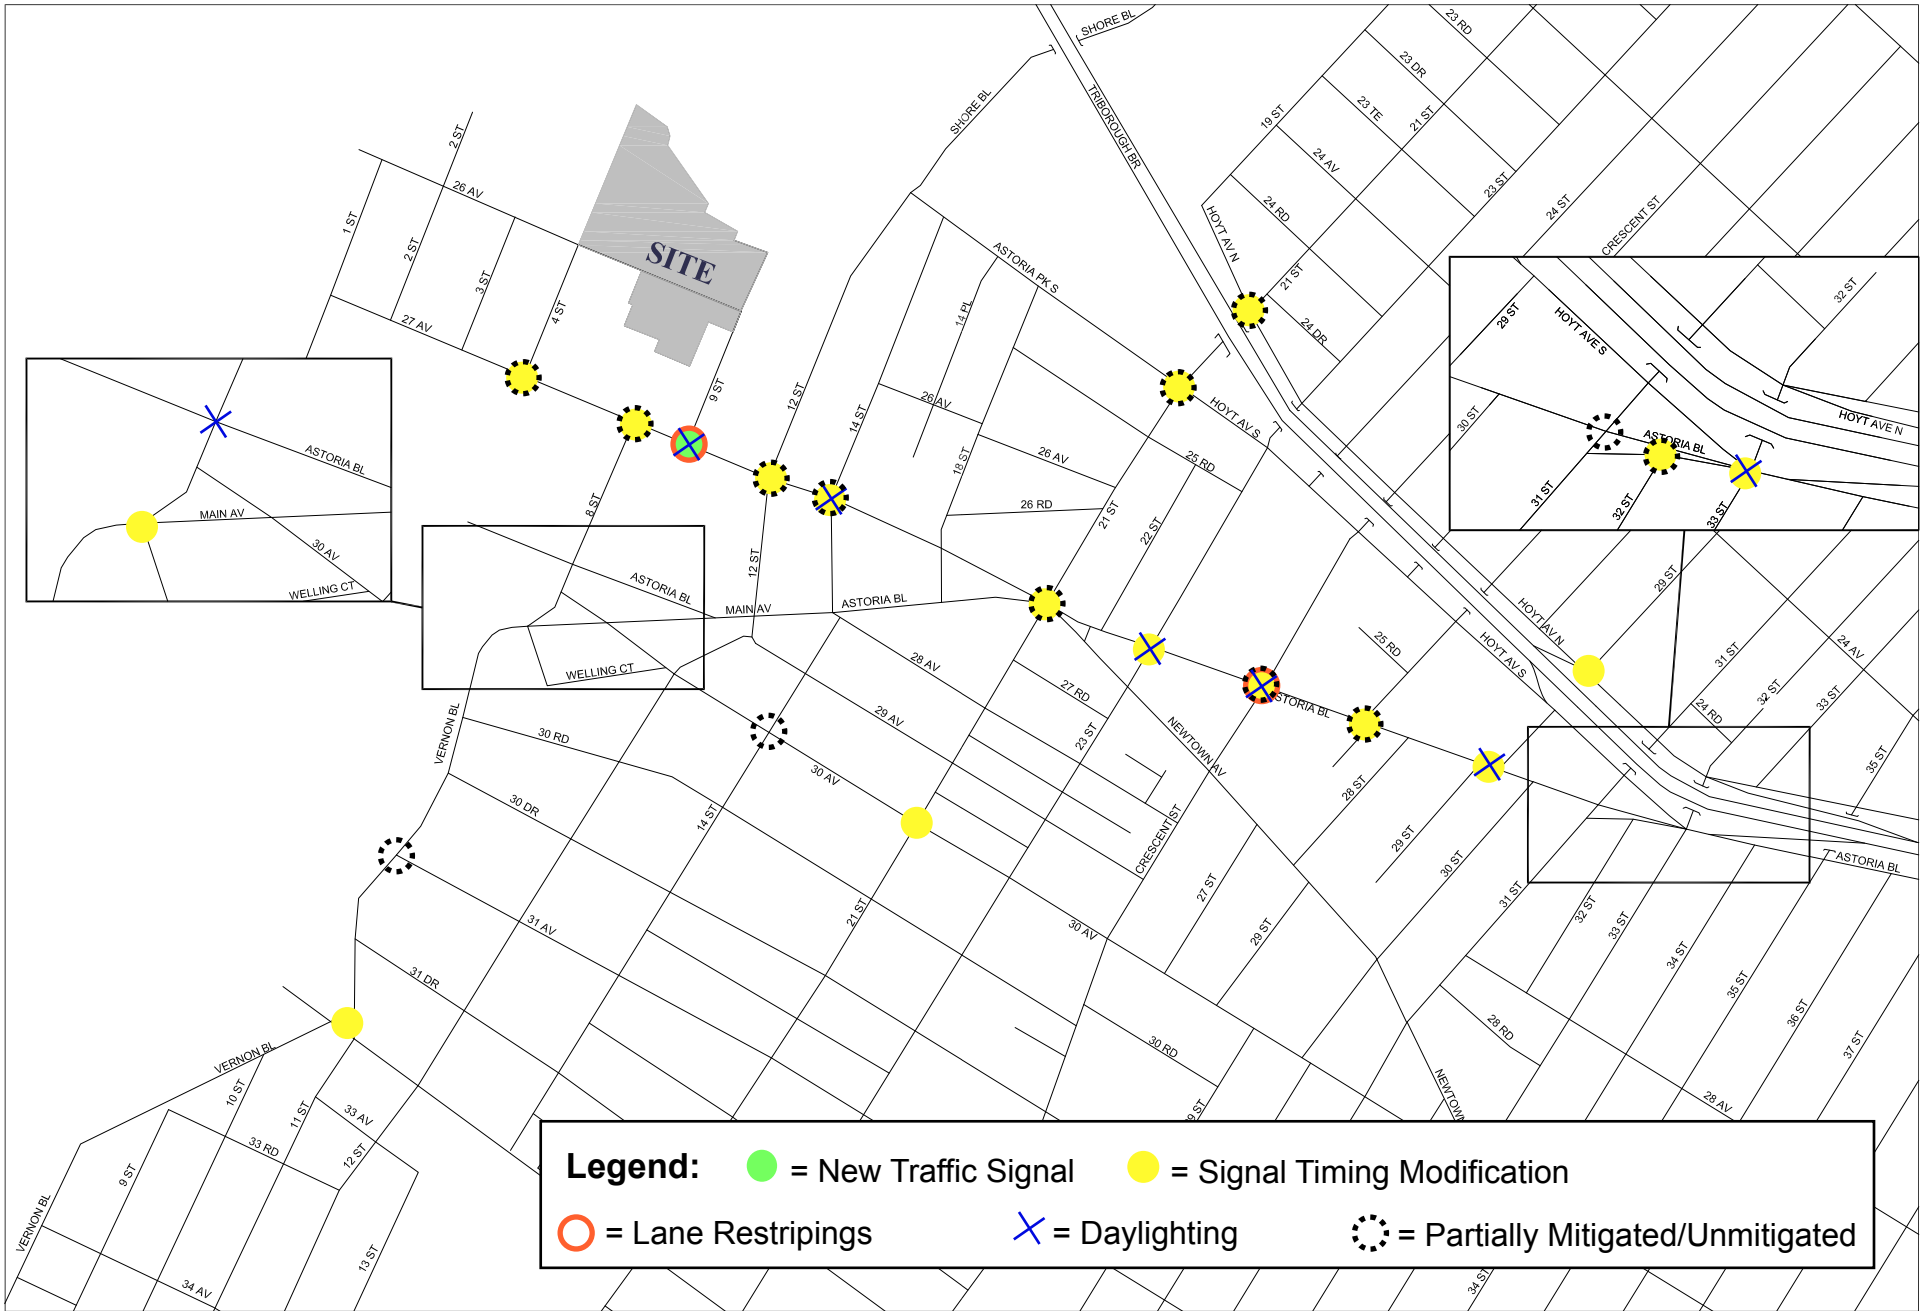 SHORE BL
23 RD
23 DR
TRIBOROUGH BR
SHORE BL
23 TE
21 ST
19 ST
2 ST
24 AV
26 AV
23 ST
24 ST
CRESCENT ST
1 ST
24 RD
HOYT AV N
2 ST
SITE
ASTORIA PK S
3 ST
21 ST
32 ST
4 ST
14 PL
29 ST
HOYT AVE S
27 AV
24 DR
9 ST
12 ST
26 AV
14 ST
HOYT AV S
30 ST
HOYT AVE N
ASTORIA BL
ASTORIA BL
26 AV
25 RD
18 ST
31 ST
32 ST
33 ST
8 ST
MAIN AV
26 RD
21 ST
22 ST
30 AV
12 ST
WELLING CT
ASTORIA BL
MAIN AV
ASTORIA BL
29 ST
HOYT AV N
WELLING CT
28 AV
25 RD
HOYT AV S
31 ST
24 AV
27 RD
32 ST
33 ST
VERNON BL
30 RD
29 AV
23 ST
NEWTOWN AV
STORIA BL
24 RD
35 ST
30 AV
28 ST
30 DR
14 ST
CRESCENT ST
29 ST
30 ST
ASTORIA BL
27 ST
31 ST
31 AV
21 ST
30 AV
29 ST
32 ST
33 ST
34 ST
31 DR
35 ST
36 ST
28 RD
37 ST
VERNON BL
30 RD
10 ST
NEWTOWN
28 AV
11 ST
33 AV
9 ST
33 RD
12 ST
9 ST
VERNON BL
13 ST
34 AV
34 ST
Legend:
= New Traffic Signal
= Signal Timing Modification
= Lane Restripings
= Daylighting
= Partially Mitigated/Unmitigated